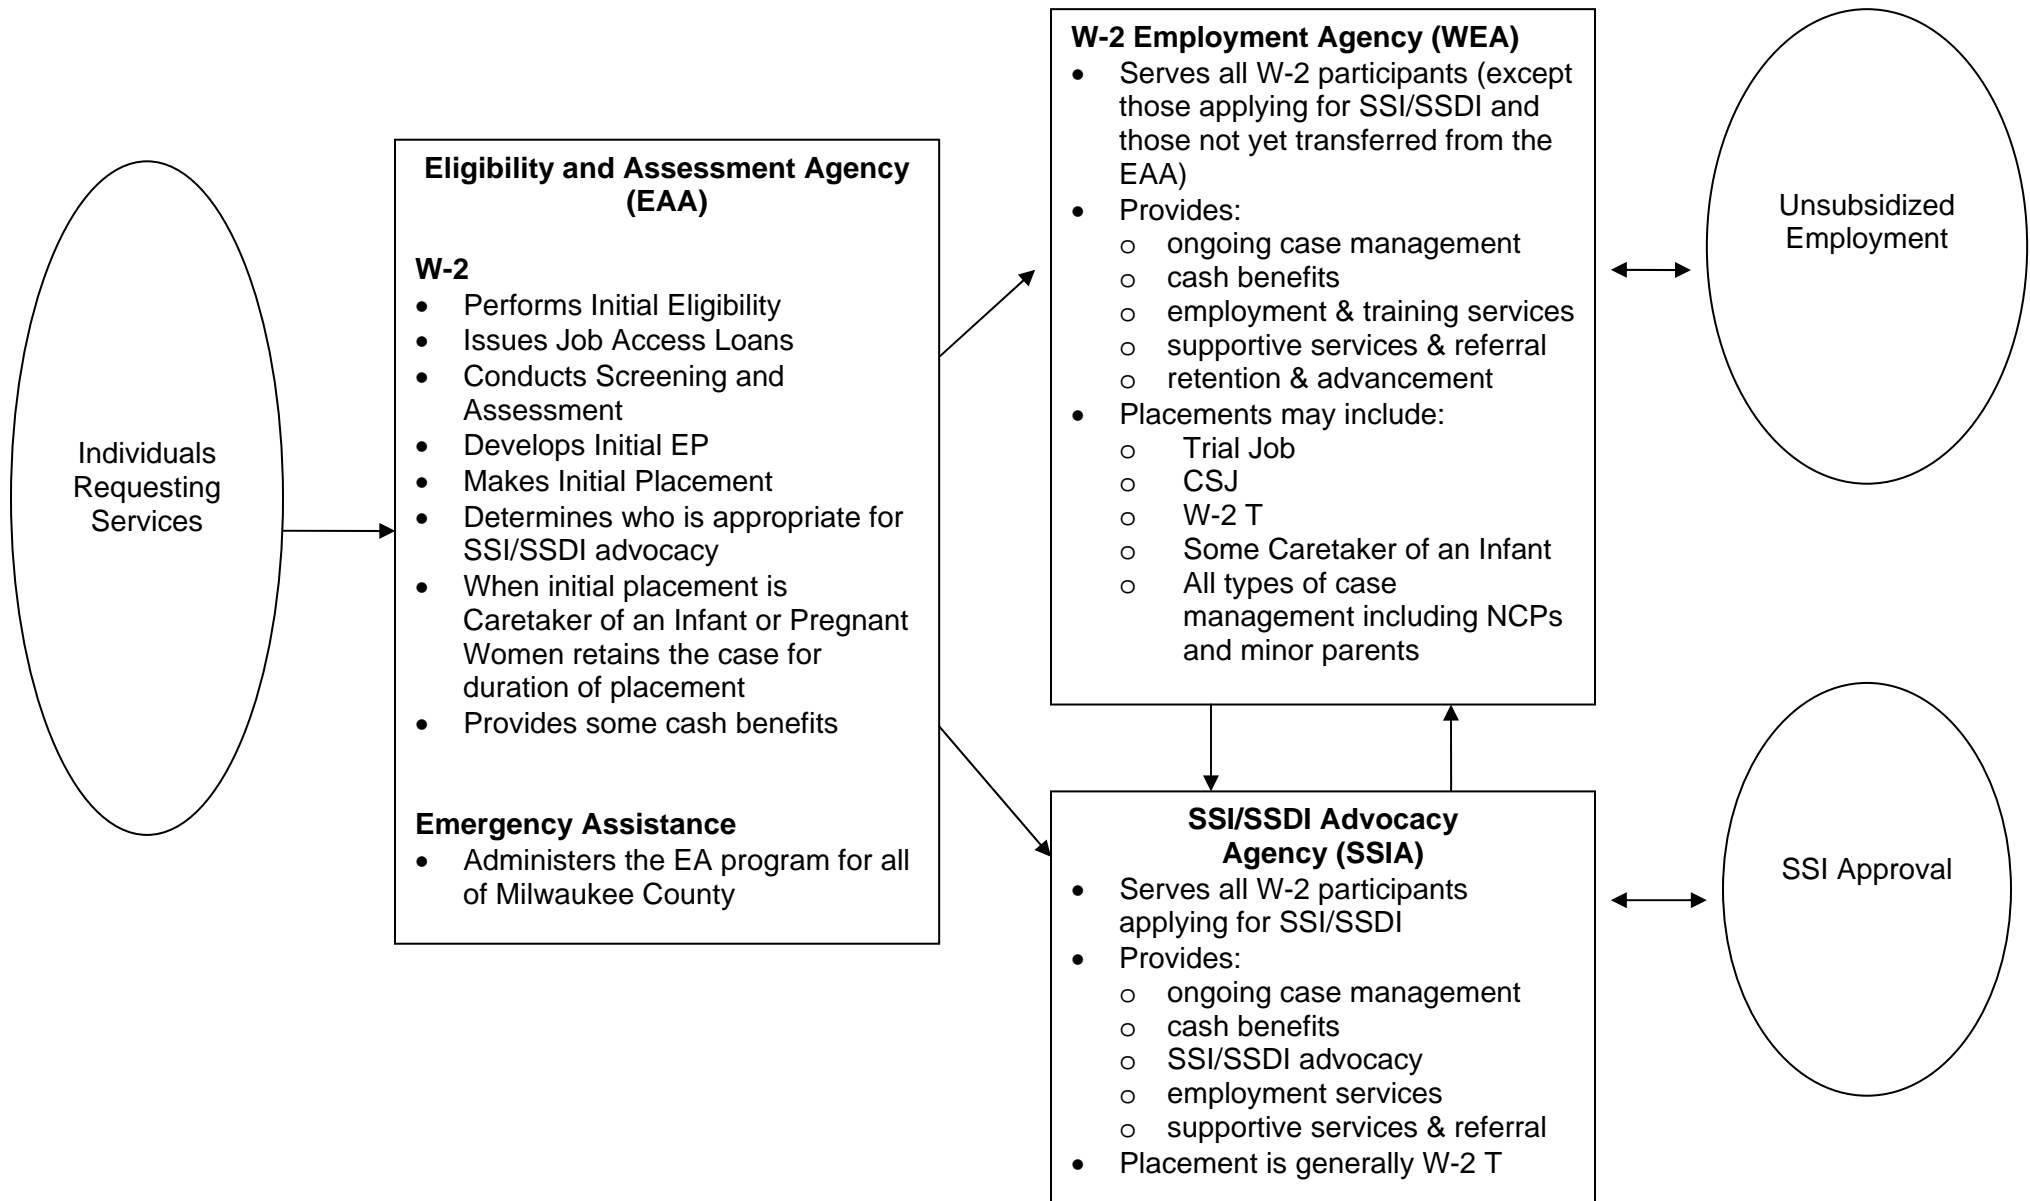 Individuals
Requesting
Services
Eligibility and Assessment Agency
(EAA)
W-2
• Performs Initial Eligibility
• Issues Job Access Loans
• Conducts Screening and
Assessment
• Develops Initial EP
• Makes Initial Placement
• Determines who is appropriate for
SSI/SSDI advocacy
• When initial placement is
Caretaker of an Infant or Pregnant
Women retains the case for
duration of placement
• Provides some cash benefits
Emergency Assistance
• Administers the EA program for all
of Milwaukee County
W-2 Employment Agency (WEA)
• Serves all W-2 participants (except
those applying for SSI/SSDI and
those not yet transferred from the
EAA)
• Provides:
o ongoing case management
o cash benefits
o employment & training services
o supportive services & referral
o retention & advancement
• Placements may include:
o Trial Job
o CSJ
o W-2 T
o Some Caretaker of an Infant
o All types of case
management including NCPs
and minor parents
SSI/SSDI Advocacy
Agency (SSIA)
• Serves all W-2 participants
applying for SSI/SSDI
• Provides:
o ongoing case management
o cash benefits
o SSI/SSDI advocacy
o employment services
o supportive services & referral
• Placement is generally W-2 T
Unsubsidized
Employment
SSI Approval